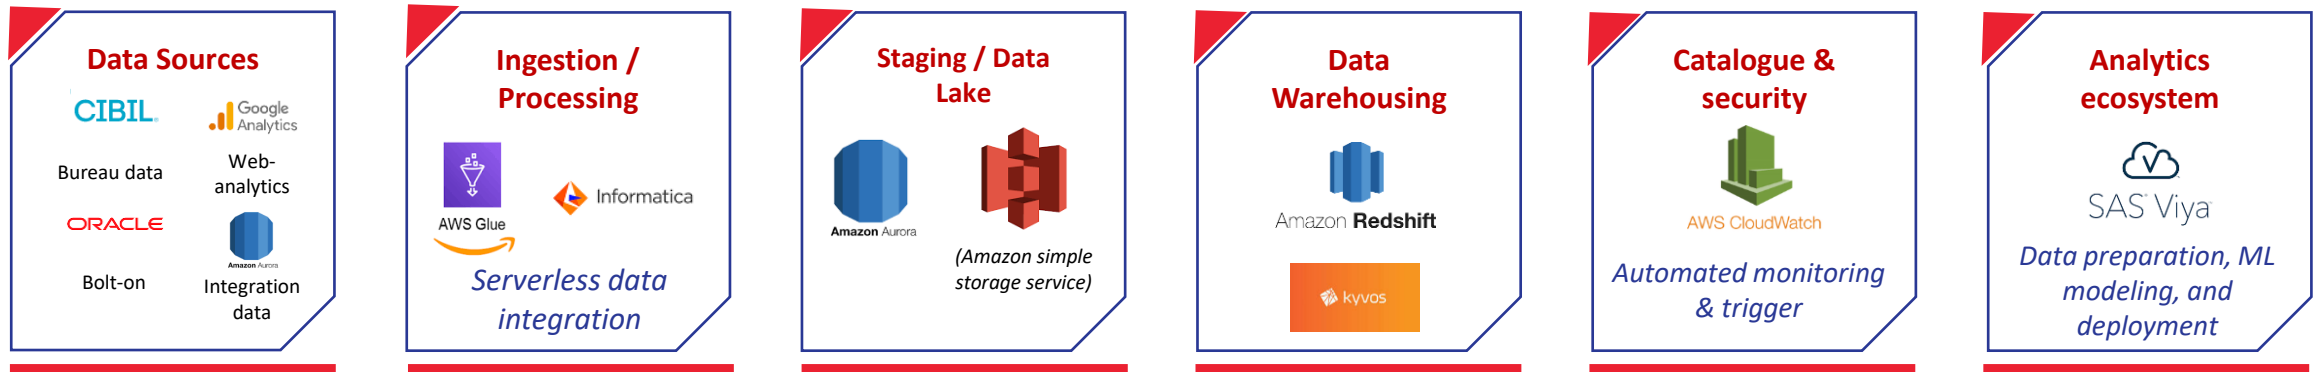 Data Sources
CIBIL
Google
Analytics
Bureau data
Web-
analytics
ORACLE
Amazon Aurora
Bolt-on
Integration
data
Ingestion /
Processing
AWS Glue
Informatica
Serverless data
integration
Staging / Data
Lake
Amazon Aurora
(Amazon simple
storage service)
Data
Warehousing
Amazon Redshift
kyvos
Catalogue &
security
AWS CloudWatch
Automated monitoring
& trigger
Analytics
ecosystem
SAS Viya
Data preparation, ML
modeling, and
deployment